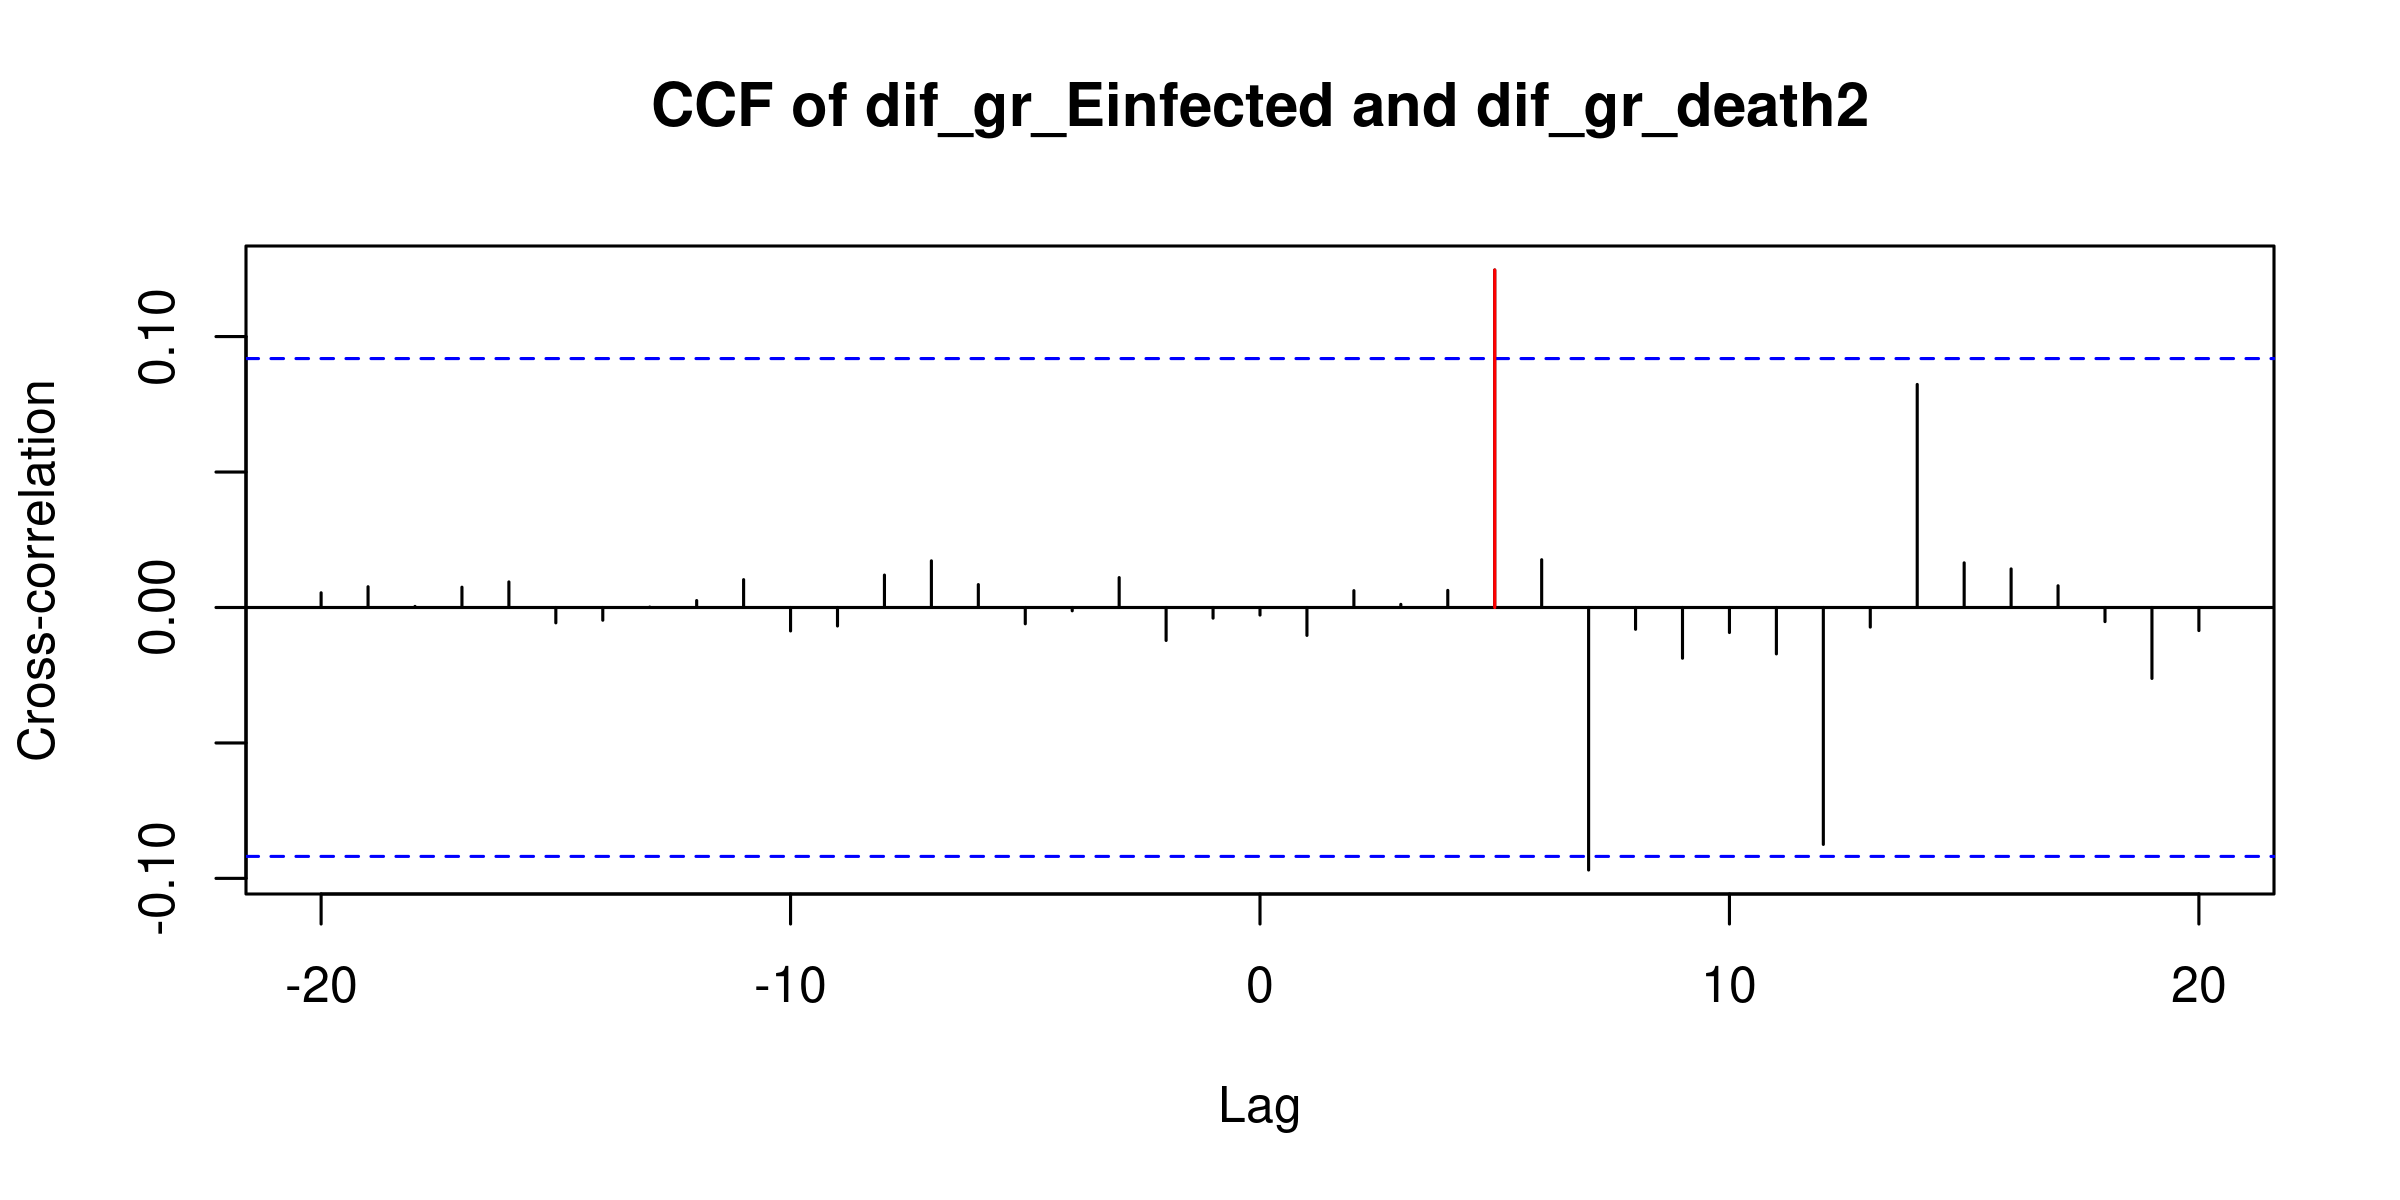 CCF of dif_gr_Einfected and dif_gr_death2
Cross-correlation
0.10
0.00
-0.10
-20 -10 0 10 20
Lag